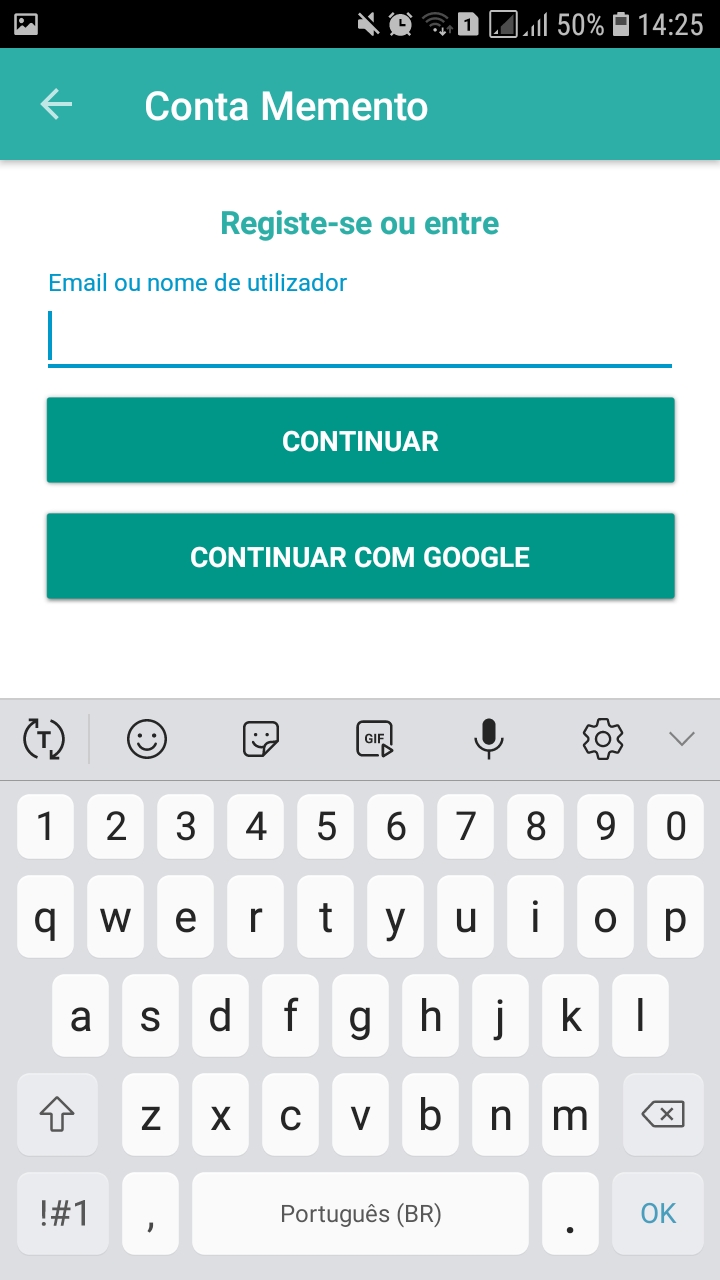 1 50% 14:25
Conta Memento
Registe-se ou entre
Email ou nome de utilizador
CONTINUAR
CONTINUAR COM GOOGLE
T GIF
1 2 3 4 5 6 7 8 9 0
q w e r t y u i o p
a s d f g h j k l
z x c v b n m
!#1 , Português (BR) . OK